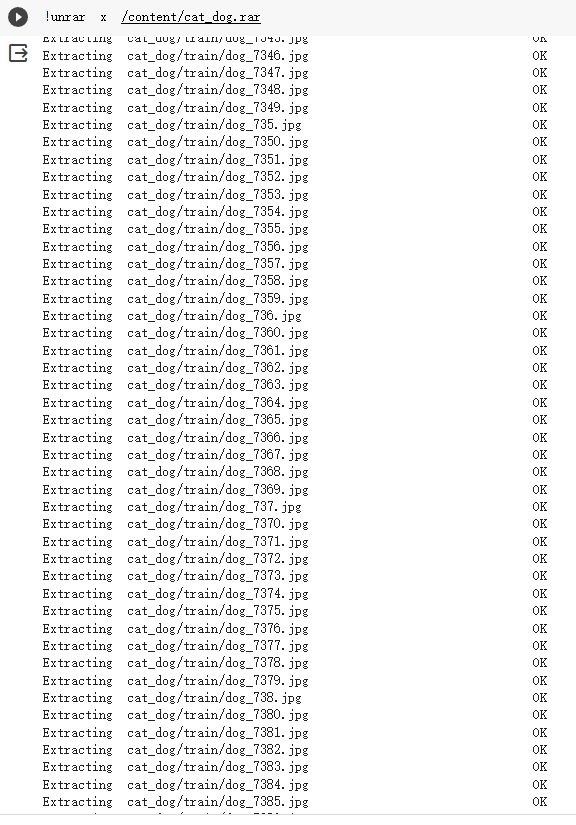 !unrar x /content/cat_dog.rar
Extracting cat_dog/train/dog_7345.jpg OK
Extracting cat_dog/train/dog_7346.jpg OK
Extracting cat_dog/train/dog_7347.jpg OK
Extracting cat_dog/train/dog_7348.jpg OK
Extracting cat_dog/train/dog_7349.jpg OK
Extracting cat_dog/train/dog_735.jpg OK
Extracting cat_dog/train/dog_7350.jpg OK
Extracting cat_dog/train/dog_7351.jpg OK
Extracting cat_dog/train/dog_7352.jpg OK
Extracting cat_dog/train/dog_7353.jpg OK
Extracting cat_dog/train/dog_7354.jpg OK
Extracting cat_dog/train/dog_7355.jpg OK
Extracting cat_dog/train/dog_7356.jpg OK
Extracting cat_dog/train/dog_7357.jpg OK
Extracting cat_dog/train/dog_7358.jpg OK
Extracting cat_dog/train/dog_7359.jpg OK
Extracting cat_dog/train/dog_736.jpg OK
Extracting cat_dog/train/dog_7360.jpg OK
Extracting cat_dog/train/dog_7361.jpg OK
Extracting cat_dog/train/dog_7362.jpg OK
Extracting cat_dog/train/dog_7363.jpg OK
Extracting cat_dog/train/dog_7364.jpg OK
Extracting cat_dog/train/dog_7365.jpg OK
Extracting cat_dog/train/dog_7366.jpg OK
Extracting cat_dog/train/dog_7367.jpg OK
Extracting cat_dog/train/dog_7368.jpg OK
Extracting cat_dog/train/dog_7369.jpg OK
Extracting cat_dog/train/dog_737.jpg OK
Extracting cat_dog/train/dog_7370.jpg OK
Extracting cat_dog/train/dog_7371.jpg OK
Extracting cat_dog/train/dog_7372.jpg OK
Extracting cat_dog/train/dog_7373.jpg OK
Extracting cat_dog/train/dog_7374.jpg OK
Extracting cat_dog/train/dog_7375.jpg OK
Extracting cat_dog/train/dog_7376.jpg OK
Extracting cat_dog/train/dog_7377.jpg OK
Extracting cat_dog/train/dog_7378.jpg OK
Extracting cat_dog/train/dog_7379.jpg OK
Extracting cat_dog/train/dog_738.jpg OK
Extracting cat_dog/train/dog_7380.jpg OK
Extracting cat_dog/train/dog_7381.jpg OK
Extracting cat_dog/train/dog_7382.jpg OK
Extracting cat_dog/train/dog_7383.jpg OK
Extracting cat_dog/train/dog_7384.jpg OK
Extracting cat_dog/train/dog_7385.jpg OK